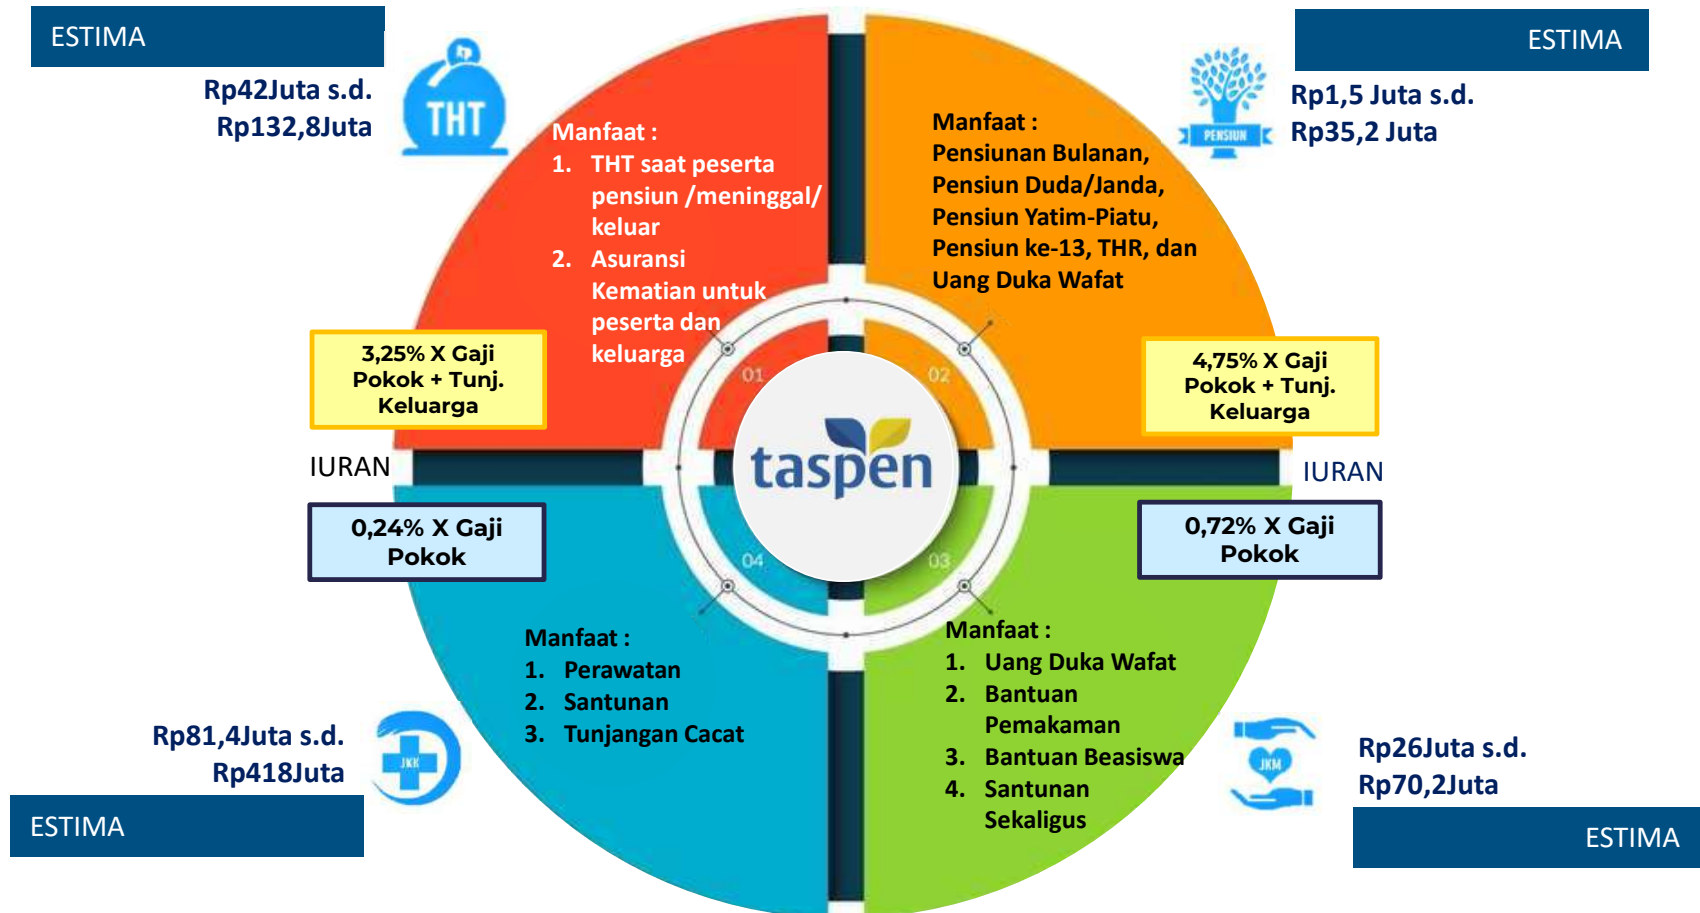 ESTIMA
Rp42Juta s.d.
Rp132,8Juta
Rp
THT
Manfaat :
1. THT saat peserta
pensiun /meninggal/
keluar
2. Asuransi
Kematian untuk
peserta dan
keluarga
3,25% X Gaji
Pokok + Tunj.
Keluarga
IURAN
01
ESTIMA
Rp1,5 Juta s.d.
Rp35,2 Juta
PENSIUN
Manfaat :
Pensiunan Bulanan,
Pensiun Duda/Janda,
Pensiun Yatim-Piatu,
Pensiun ke-13, THR, dan
Uang Duka Wafat
4,75% X Gaji
Pokok + Tunj.
Keluarga
IURAN
02
taspen
0,24% X Gaji
Pokok
04
Manfaat :
1. Perawatan
2. Santunan
3. Tunjangan Cacat
Rp81,4Juta s.d.
Rp418Juta
JKK
ESTIMA
0,72% X Gaji
Pokok
03
Manfaat :
1. Uang Duka Wafat
2. Bantuan
Pemakaman
3. Bantuan Beasiswa
4. Santunan
Sekaligus
JKM
Rp26Juta s.d.
Rp70,2Juta
ESTIMA